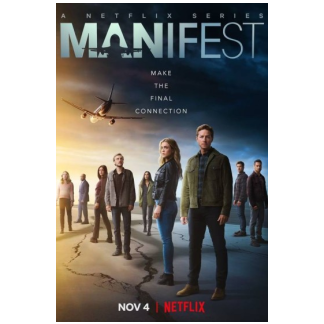 A NETFLIX SERIES
MANIFEST
MAKE
THE
FINAL
CONNECTION
NOV 4 | NETFLIX